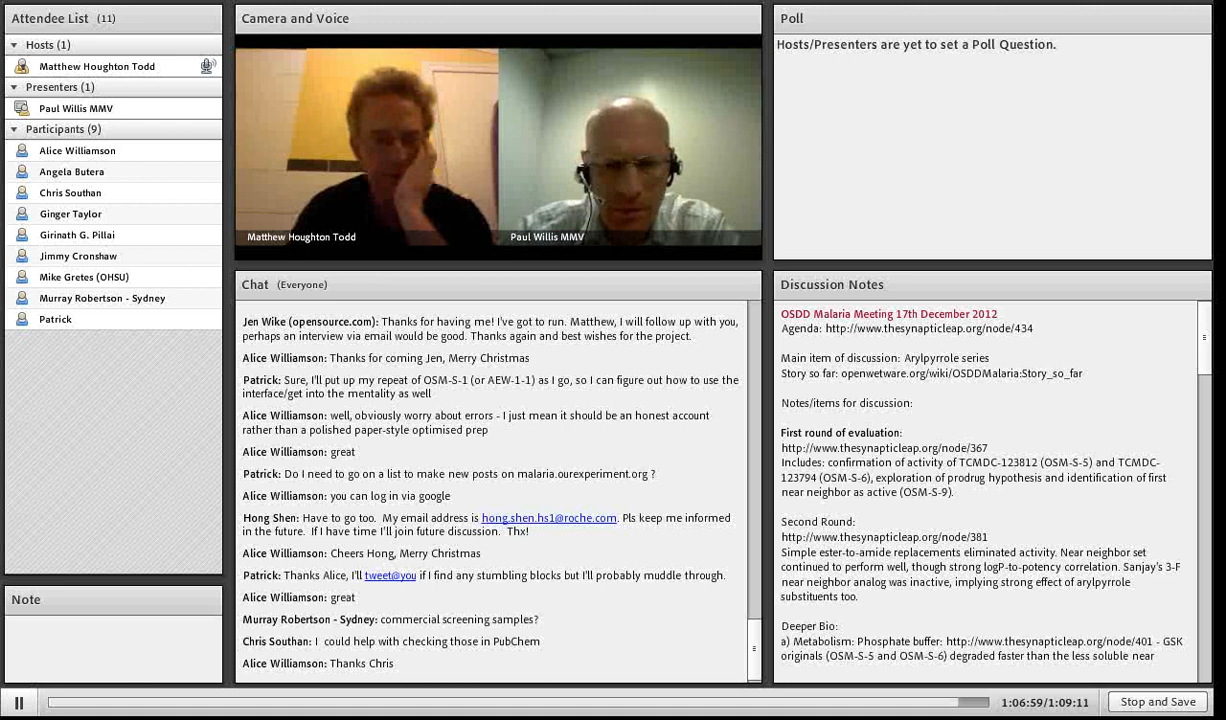 Attendee List (11)
Hosts (1)
Matthew Houghton Todd
Presenters (1)
Paul Willis MMV
Participants (9)
Alice Williamson
Angela Butera
Chris Southan
Ginger Taylor
Girinath G. Pillai
Jimmy Cronshaw
Mike Gretes (OHSU)
Murray Robertson - Sydney
Patrick
Note
Camera and Voice
Matthew Houghton Todd
Paul Willis MMV
Chat (Everyone)
Jen Wike (opensource.com): Thanks for having me! I've got to run. Matthew, I will follow up with you,
perhaps an interview via email would be good. Thanks again and best wishes for the project.
Alice Williamson: Thanks for coming Jen, Merry Christmas
Patrick: Sure, I'll put up my repeat of OSM-S-1 (or AEW-1-1) as I go, so I can figure out how to use the
interface/get into the mentality as well
Alice Williamson: well, obviously worry about errors - I just mean it should be an honest account
rather than a polished paper-style optimised prep
Alice Williamson: great
Patrick: Do I need to go on a list to make new posts on malaria.ourexperiment.org ?
Alice Williamson: you can log in via google
Hong Shen: Have to go too. My email address is hong.shen.hs1@roche.com. Pls keep me informed
in the future. If I have time I'll join future discussion. Thx!
Alice Williamson: Cheers Hong, Merry Christmas
Patrick: Thanks Alice, I'll tweet@you if I find any stumbling blocks but I'll probably muddle through.
Alice Williamson: great
Murray Robertson - Sydney: commercial screening samples?
Chris Southan: I could help with checking those in PubChem
Alice Williamson: Thanks Chris
Poll
Hosts/Presenters are yet to set a Poll Question.
Discussion Notes
OSDD Malaria Meeting 17th December 2012
Agenda: http://www.thesynapticleap.org/node/434
Main item of discussion: Arylpyrrole series
Story so far: openwetware.org/wiki/OSDDMalaria:Story_so_far
Notes/items for discussion:
First round of evaluation:
http://www.thesynapticleap.org/node/367
Includes: confirmation of activity of TCMDC-123812 (OSM-S-5) and TCMDC-
123794 (OSM-S-6), exploration of prodrug hypothesis and identification of first
near neighbor as active (OSM-S-9).
Second Round:
http://www.thesynapticleap.org/node/381
Simple ester-to-amide replacements eliminated activity. Near neighbor set
continued to perform well, though strong logP-to-potency correlation. Sanjay's 3-F
near neighbor analog was inactive, implying strong effect of arylpyrrole
substituents too.
Deeper Bio:
a) Metabolism: Phosphate buffer: http://www.thesynapticleap.org/node/401 - GSK
originals (OSM-S-5 and OSM-S-6) degraded faster than the less soluble near
1:06:59/1:09:11
Stop and Save